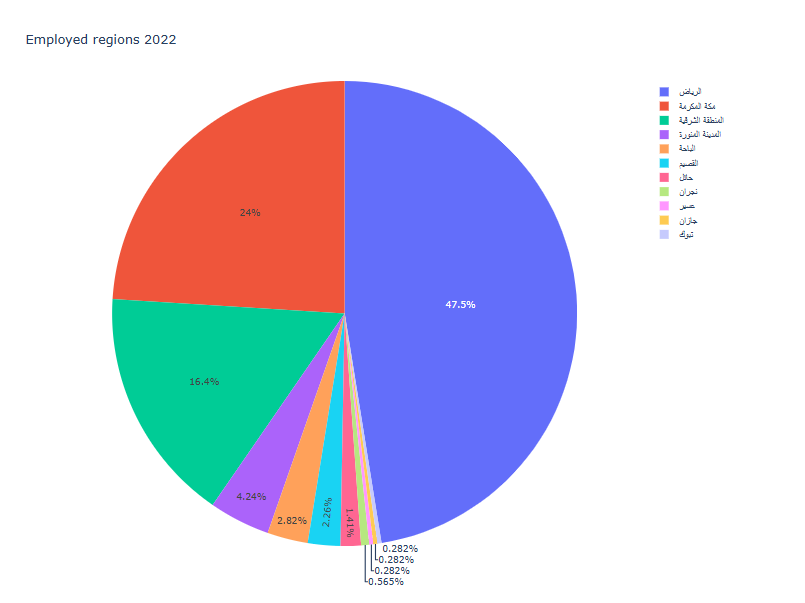 Employed regions 2022
الرياض
مكة المكرمة
المنطقة الشرقية
المدينة المنورة
الباحة
القصيم
حائل
نجران
عسير
جازان
تبوك
24%
47.5%
16.4%
4.24%
2.82%
2.26%
1.41%
0.282%
0.282%
0.282%
0.565%